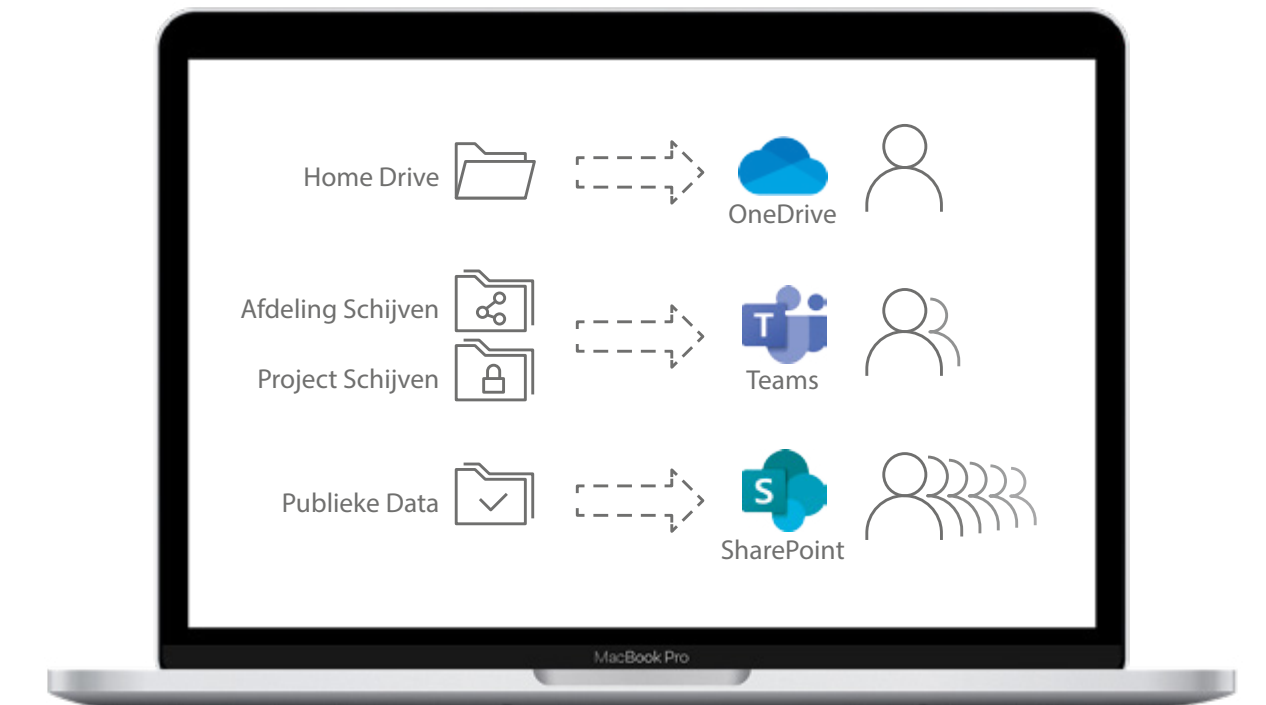 Home Drive
OneDrive
Afdeling Schijven
Project Schijven
T
Teams
Publieke Data
S
SharePoint
MacBook Pro